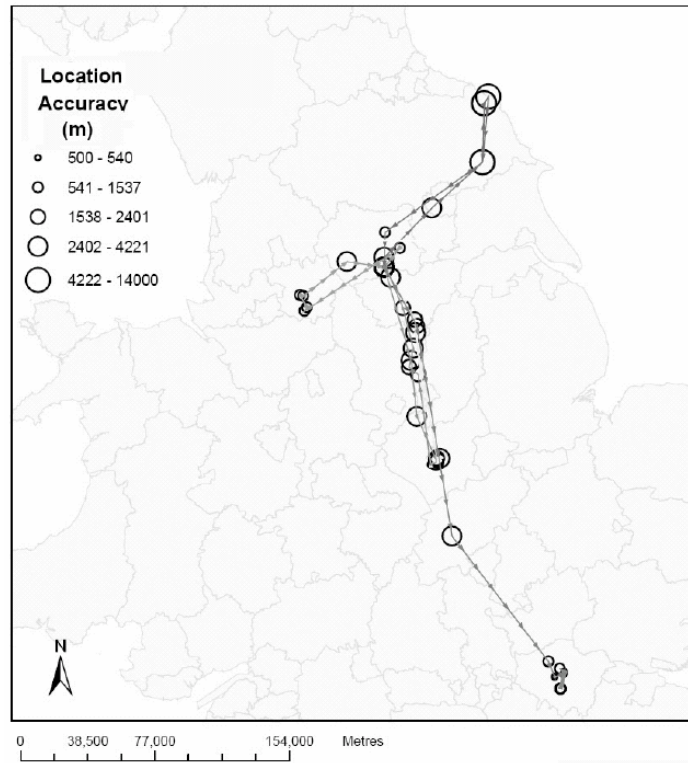 Location
Accuracy
(m)
500 - 540
541 - 1537
1538 - 2401
2402 - 4221
4222 - 14000
N
0 38,500 77,000 154,000 Metres